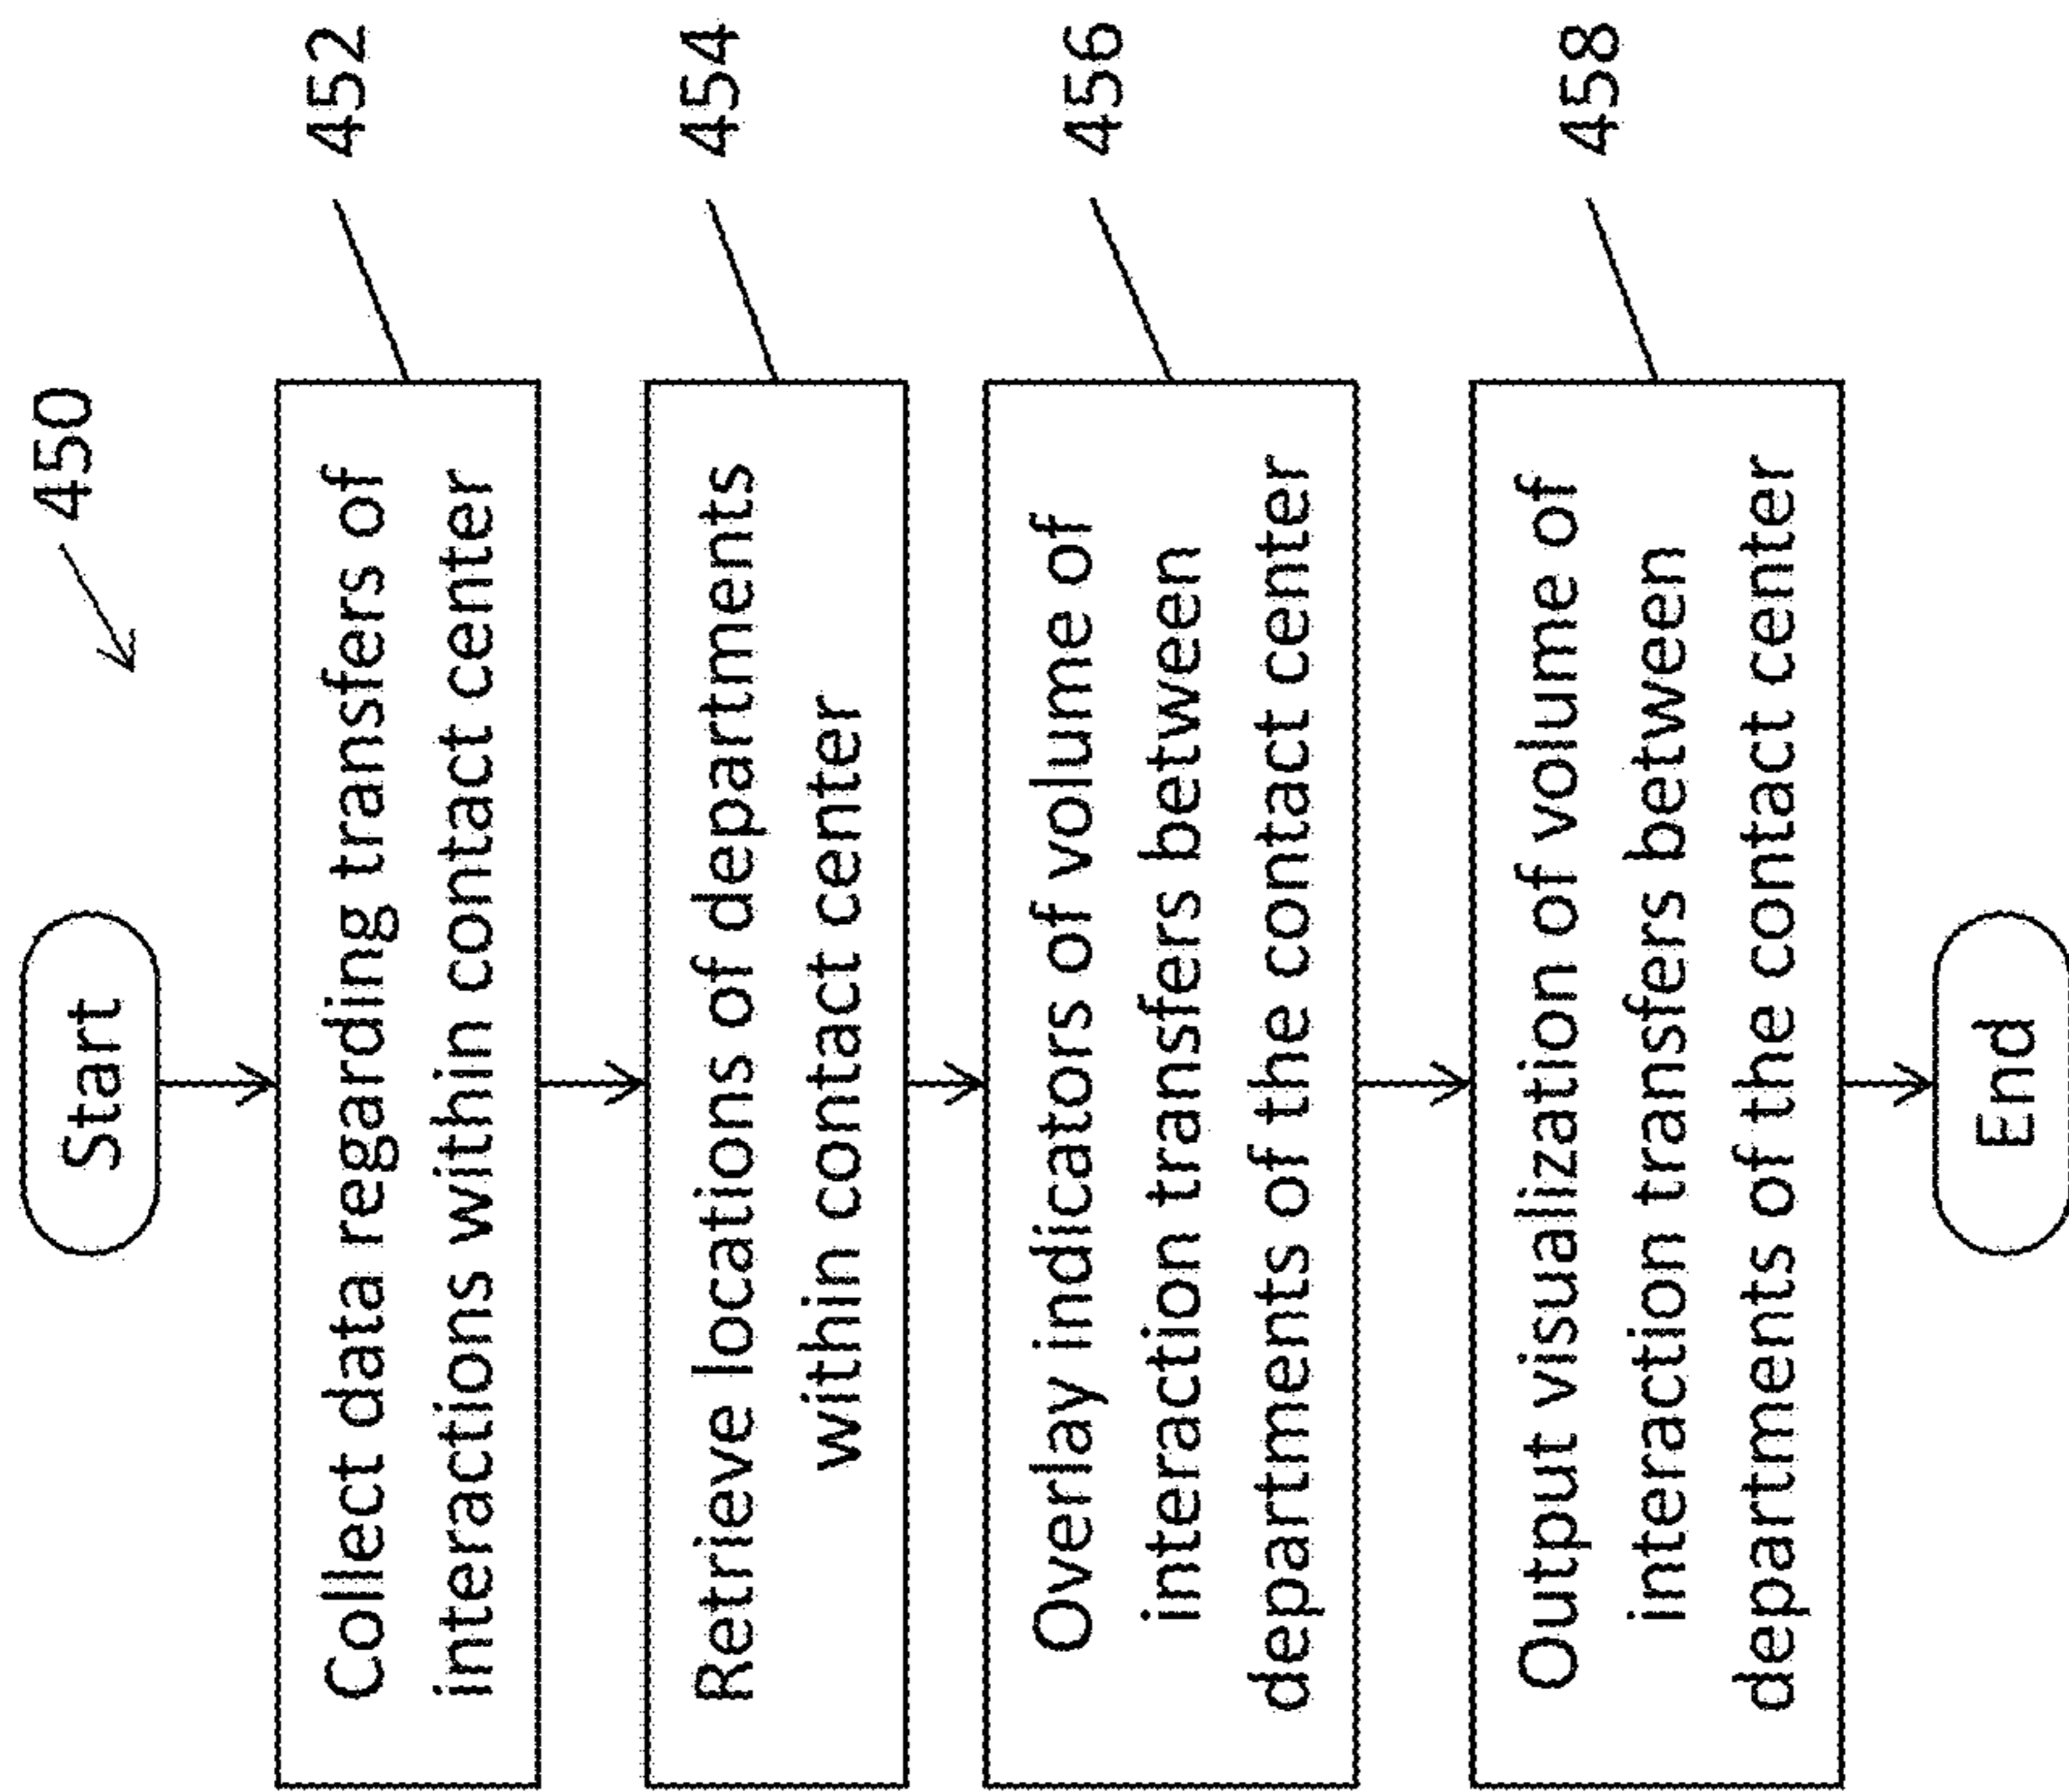 450
Start
Collect data regarding transfers of
interactions within contact center
452
Retrieve locations of departments
within contact center
454
Overlay indicators of volume of
interaction transfers between
departments of the contact center
456
Output visualization of volume of
interaction transfers between
departments of the contact center
458
End